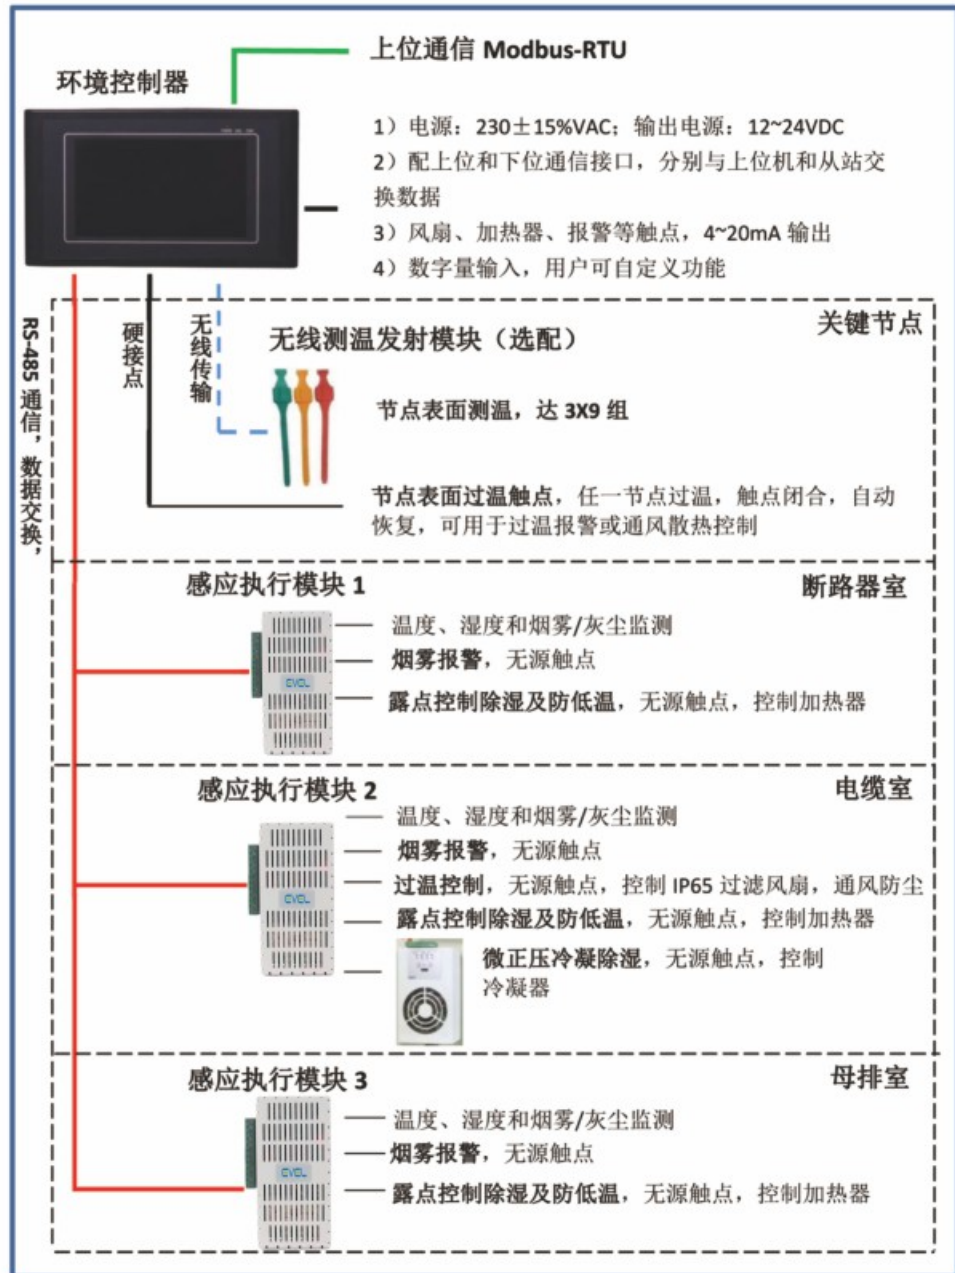 上位通信 Modbus-RTU
环境控制器
1）电源：230±15%VAC；输出电源：12~24VDC
2）配上位和下位通信接口，分别与上位机和从站交
换数据
3）风扇、加热器、报警等触点，4~20mA 输出
4）数字量输入，用户可自定义功能
RS-485 通信，数据交换，
硬接点
无线传输
关键节点
无线测温发射模块（选配）
节点表面测温，达 3X9 组
节点表面过温触点，任一节点过温，触点闭合，自动
恢复，可用于过温报警或通风散热控制
感应执行模块 1
断路器室
温度、湿度和烟雾/灰尘监测
烟雾报警，无源触点
CVCL
露点控制除湿及防低温，无源触点，控制加热器
感应执行模块 2
电缆室
温度、湿度和烟雾/灰尘监测
烟雾报警，无源触点
过温控制，无源触点，控制 IP65 过滤风扇，通风防尘
CVCL
露点控制除湿及防低温，无源触点，控制加热器
微正压冷凝除湿，无源触点，控制
冷凝器
感应执行模块 3
母排室
温度、湿度和烟雾/灰尘监测
烟雾报警，无源触点
CVCL
露点控制除湿及防低温，无源触点，控制加热器